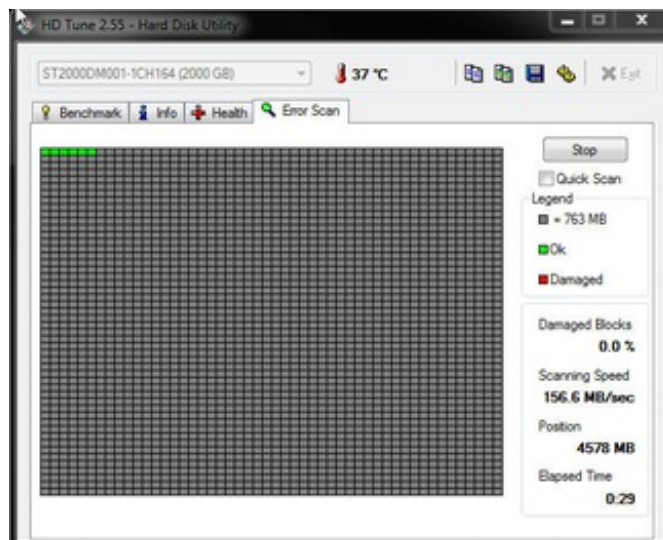 HD Tune 2.55 - Hard Disk Utility
ST2000DM001-1CH164 (2000 GB)
37 °C
Exit
Benchmark
Info
Health
Error Scan
Stop
Quick Scan
Legend
= 763 MB
Ok
Damaged
Damaged Blocks
0.0 %
Scanning Speed
156.6 MB/sec
Position
4578 MB
Elapsed Time
0:29